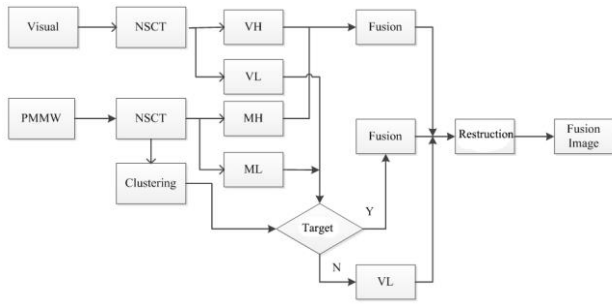 Visual
NSCT
VH
Fusion
VL
PMMW
NSCT
MH
Fusion
Restruction
Fusion
Image
Clustering
ML
Target
Y
N
VL